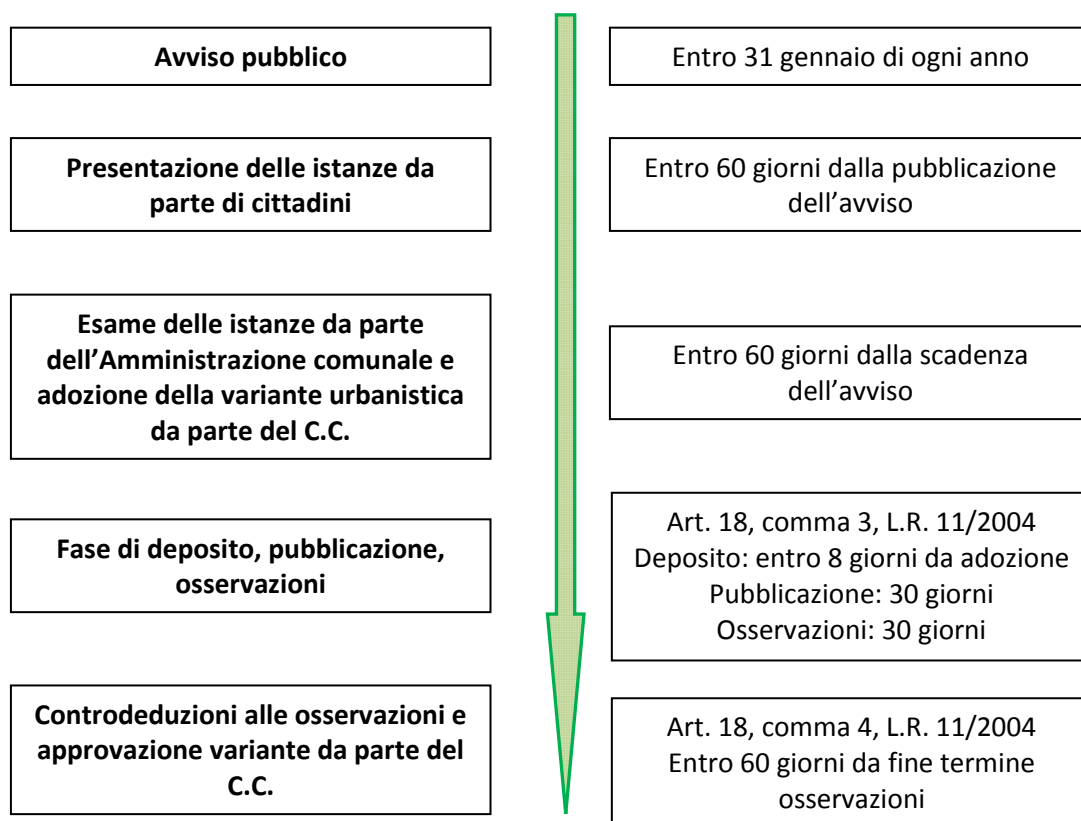 Avviso pubblico
Entro 31 gennaio di ogni anno
Presentazione delle istanze da
parte di cittadini
Entro 60 giorni dalla pubblicazione
dell’avviso
Esame delle istanze da parte
dell’Amministrazione comunale e
adozione della variante urbanistica
da parte del C.C.
Entro 60 giorni dalla scadenza
dell’avviso
Fase di deposito, pubblicazione,
osservazioni
Art. 18, comma 3, L.R. 11/2004
Deposito: entro 8 giorni da adozione
Pubblicazione: 30 giorni
Osservazioni: 30 giorni
Controdeduzioni alle osservazioni e
approvazione variante da parte del
C.C.
Art. 18, comma 4, L.R. 11/2004
Entro 60 giorni da fine termine
osservazioni